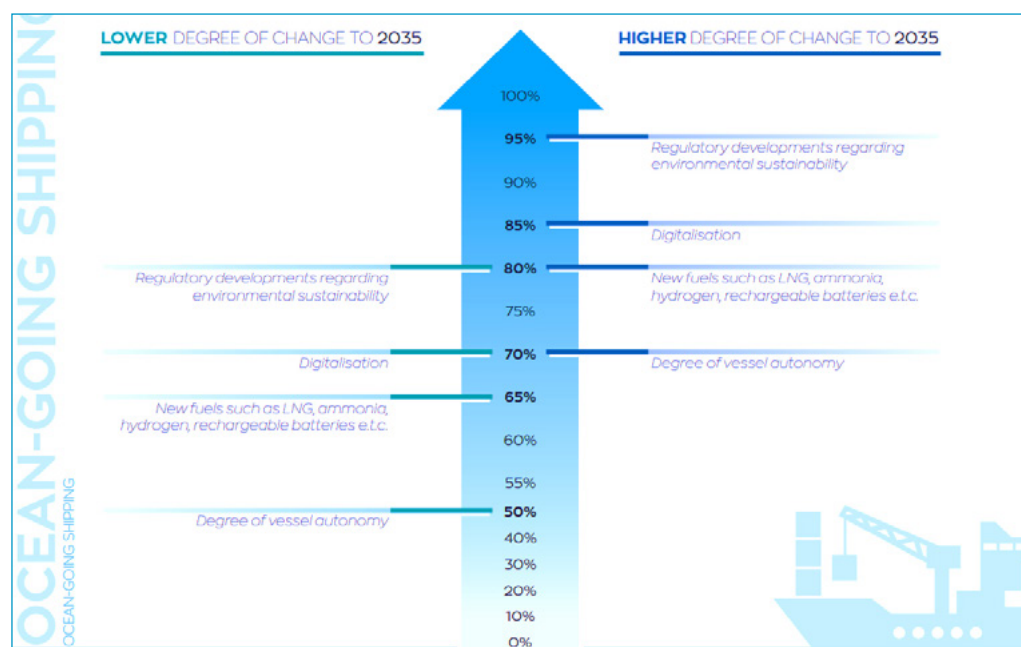 OCEAN-GOING SHIPPING
OCEAN-GOING SHIPPING
LOWER DEGREE OF CHANGE TO 2035
HIGHER DEGREE OF CHANGE TO 2035
100%
95%
Regulatory developments regarding
environmental sustainability
90%
85%
Digitalisation
Regulatory developments regarding
environmental sustainability
80%
New fuels such as LNG, ammonia,
hydrogen, rechargeable batteries e.t.c.
75%
Digitalisation
70%
Degree of vessel autonomy
65%
New fuels such as LNG, ammonia,
hydrogen, rechargeable batteries e.t.c.
60%
55%
50%
Degree of vessel autonomy
40%
30%
20%
10%
0%